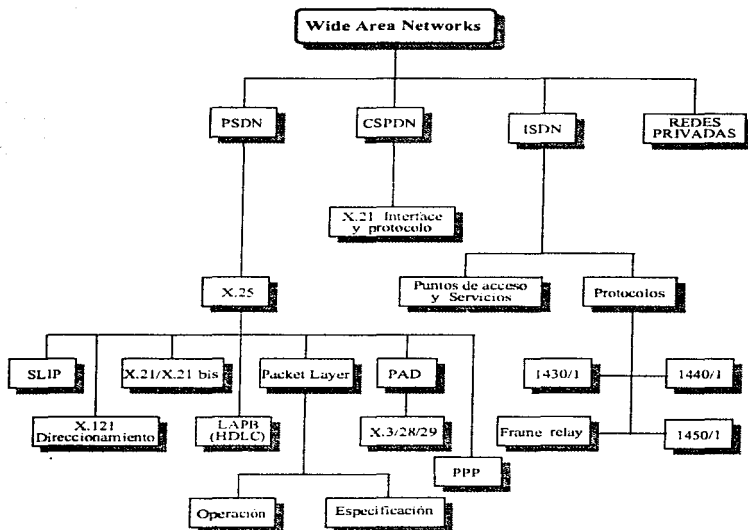 Wide Area Networks
PSDN
CSPDN
ISDN
REDES
PRIVADAS
X.21 Interface
y protocolo
X.25
Puntos de acceso
y Servicios
Protocolos
SLIP
X.21/X.21 bis
Packet Layer
PAD
1430/1
1440/1
X.121
Direccionamiento
LAPB
(HDLC)
X.3/28/29
Frame relay
1450/1
PPP
Operación
Especificación